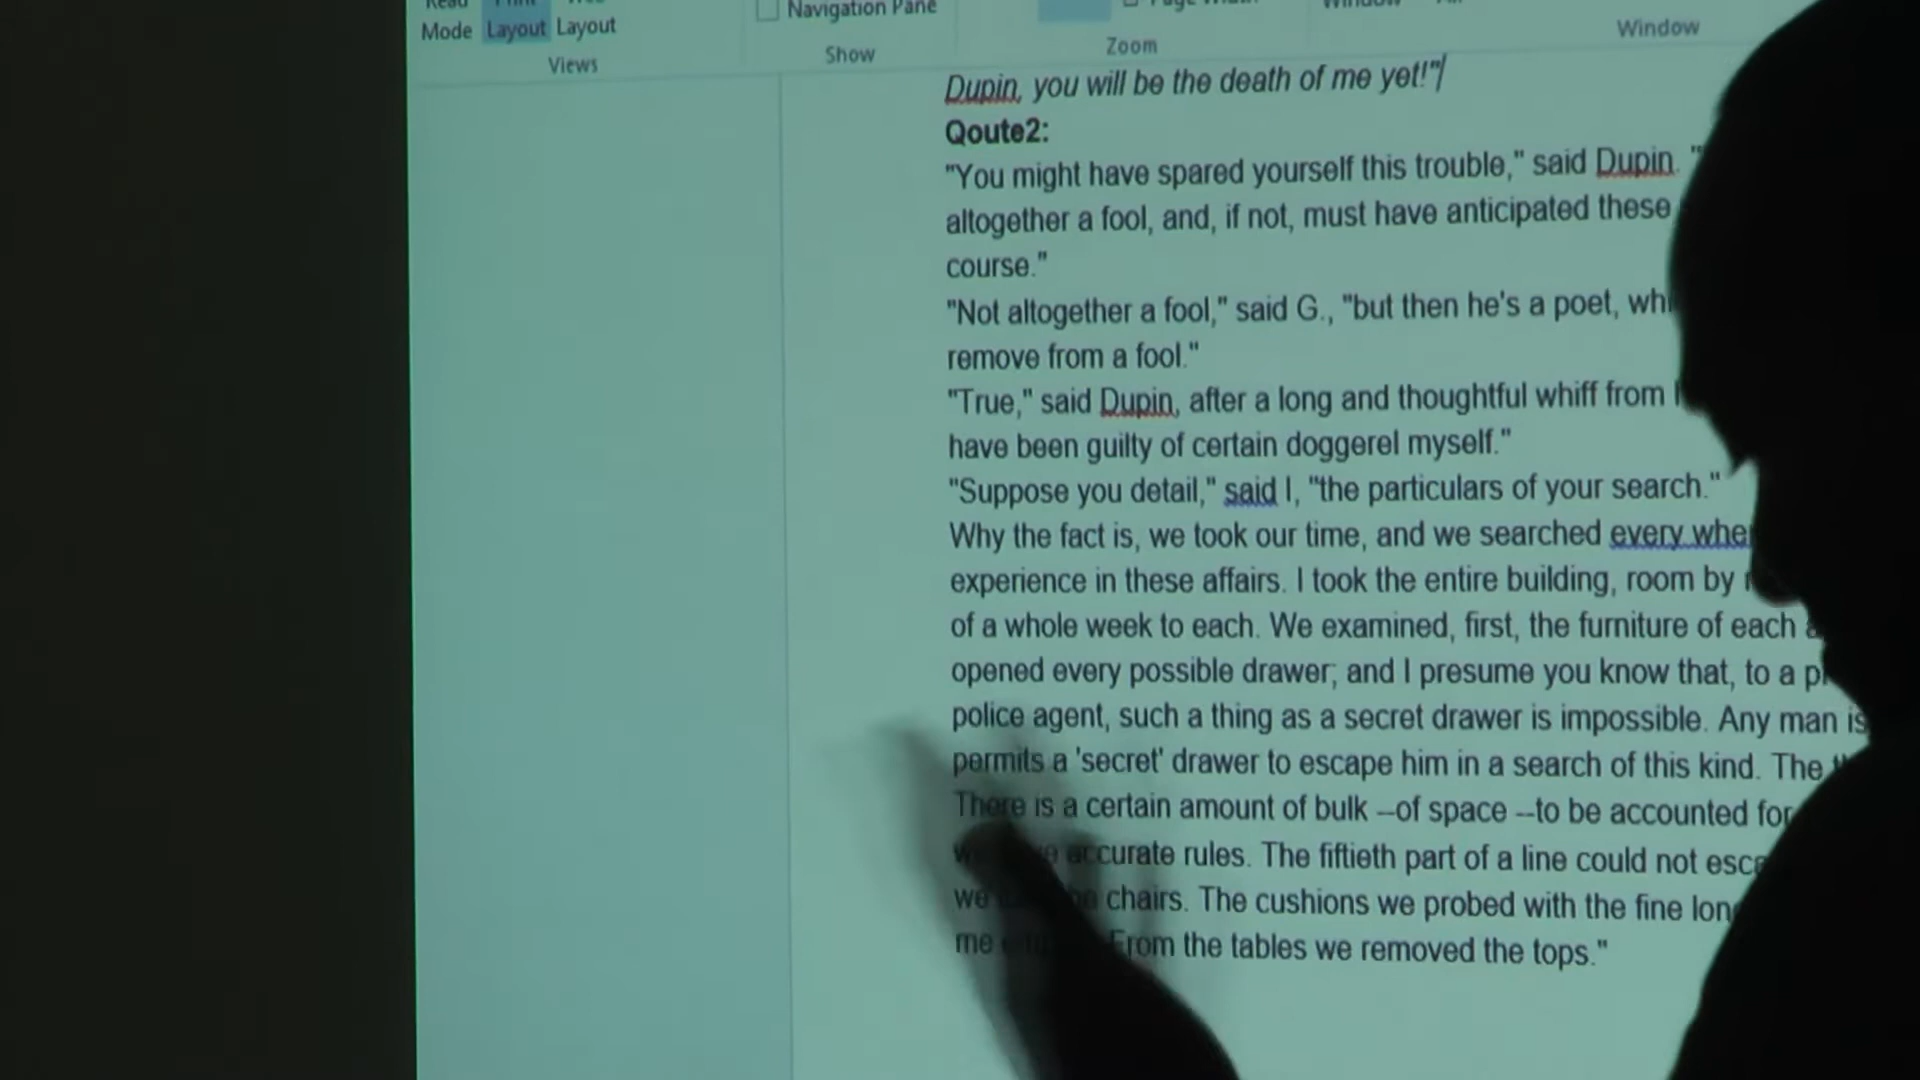 Mode Layout Layout
Navigation Pane
Views Show Zoom Window
Dupin, you will be the death of me yet!"
Qoute2:
"You might have spared yourself this trouble," said Dupin. "
altogether a fool, and, if not, must have anticipated these
course."
"Not altogether a fool," said G., "but then he's a poet,
remove from a fool."
"True," said Dupin, after a long and thoughtful whiff from
have been guilty of certain doggerel myself."
"Suppose you detail," said I, "the particulars of your search."
Why the fact is, we took our time, and we searched every
experience in these affairs. I took the entire building, room by
of a whole week to each. We examined, first, the furniture of each
opened every possible drawer; and I presume you know that, to a
police agent, such a thing as a secret drawer is impossible. Any man is
permits a 'secret' drawer to escape him in a search of this kind. The
There is a certain amount of bulk --of space --to be accounted for
accurate rules. The fiftieth part of a line could not
we chairs. The cushions we probed with the fine
me From the tables we removed the tops."